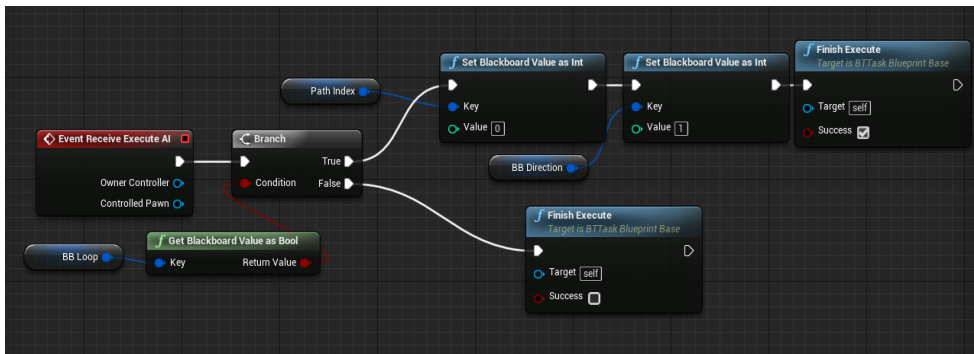 Finish Execute
Target is BTTask Blueprint Base
Target self
Success
Set Blackboard Value as Int
Key
Value 0
Set Blackboard Value as Int
Key
Value 1
Path Index
BB Direction
Event Receive Execute AI
Owner Controller
Controlled Pawn
Branch
True
Condition False
Get Blackboard Value as Bool
Key Return Value
BB Loop
Finish Execute
Target is BTTask Blueprint Base
Target self
Success